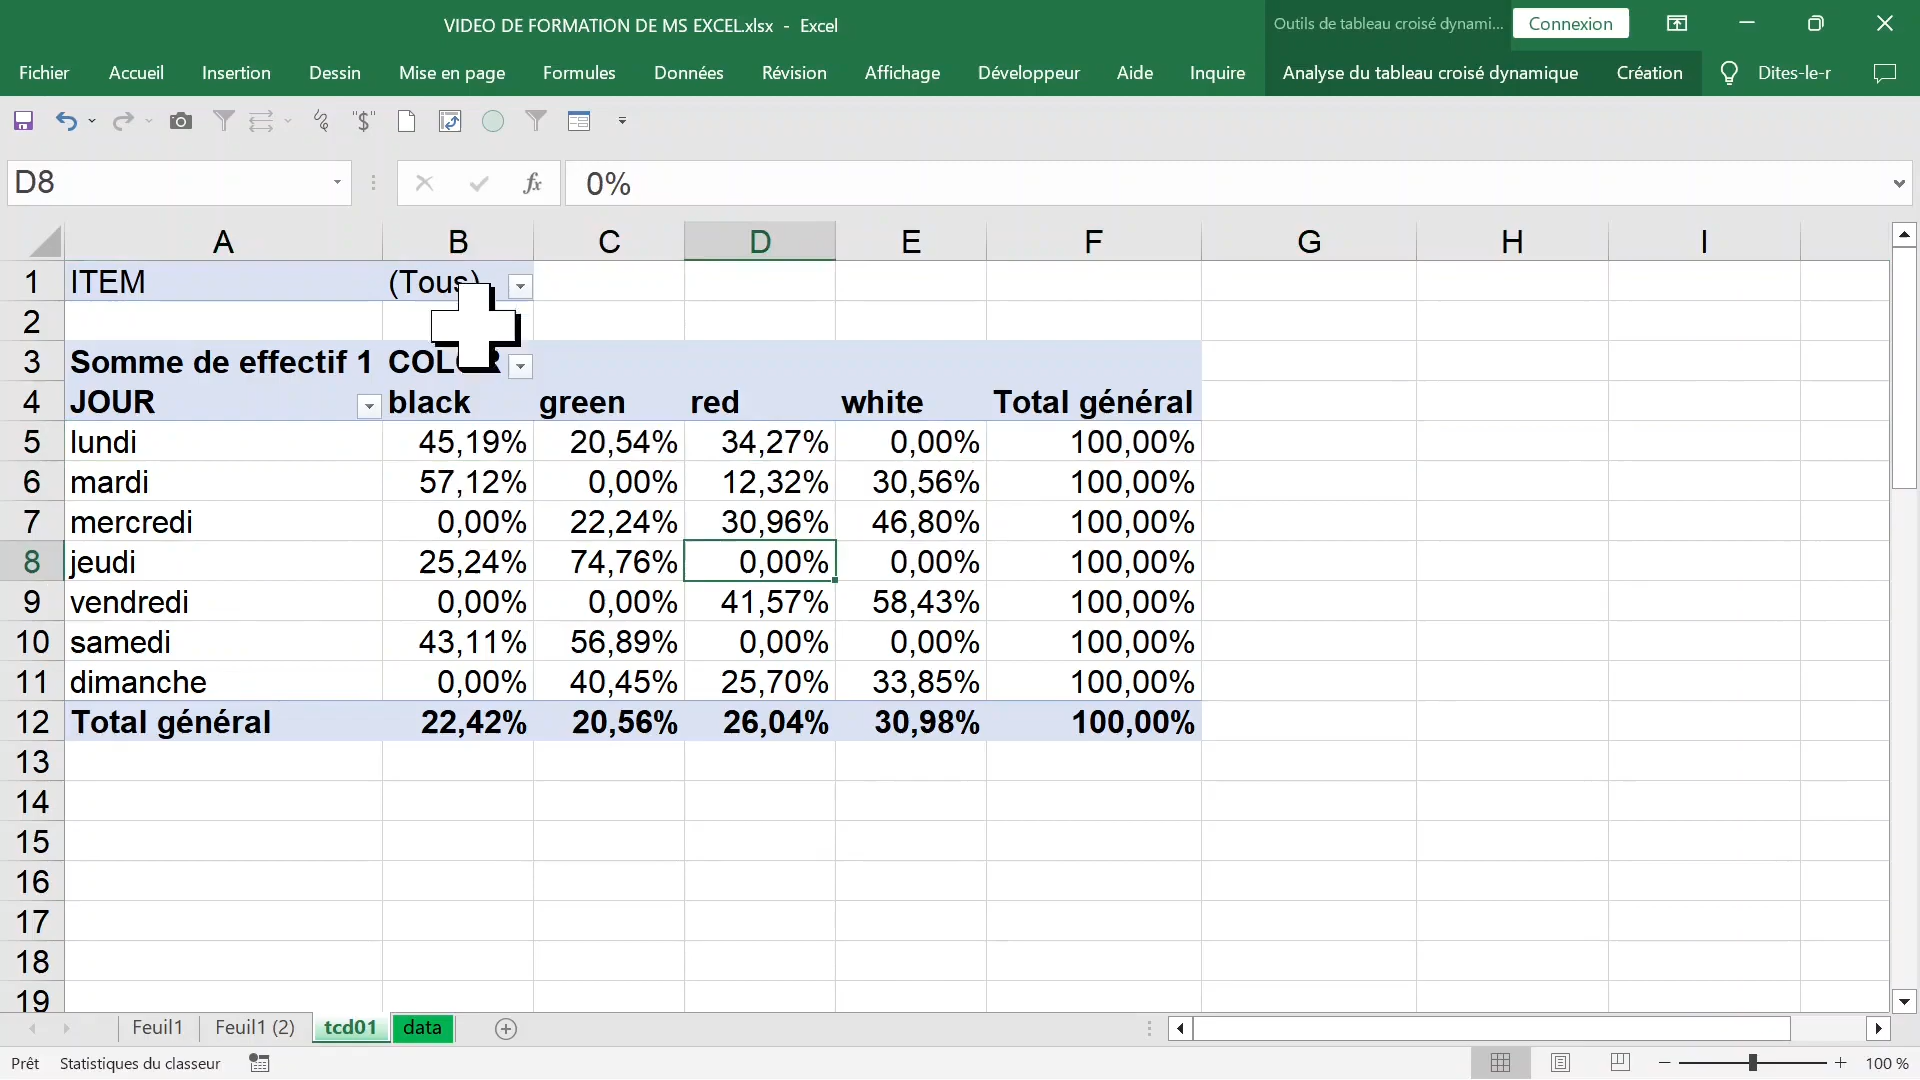 VIDEO DE FORMATION DE MS EXCEL.xlsx - Excel
Outils de tableau croisé dynami... Connexion
Fichier Accueil Insertion Dessin Mise en page Formules Données Révision Affichage Développeur Aide Inquire Analyse du tableau croisé dynamique Création Dites-le-r
"$"
D8 fx 0%
A B C D E F G H I
1 ITEM (Tous)
2
3 Somme de effectif 1 COLOR
4 JOUR black green red white Total général
5 lundi 45,19% 20,54% 34,27% 0,00% 100,00%
6 mardi 57,12% 0,00% 12,32% 30,56% 100,00%
7 mercredi 0,00% 22,24% 30,96% 46,80% 100,00%
8 jeudi 25,24% 74,76% 0,00% 0,00% 100,00%
9 vendredi 0,00% 0,00% 41,57% 58,43% 100,00%
10 samedi 43,11% 56,89% 0,00% 0,00% 100,00%
11 dimanche 0,00% 40,45% 25,70% 33,85% 100,00%
12 Total général 22,42% 20,56% 26,04% 30,98% 100,00%
13
14
15
16
17
18
19
Feuil1 Feuil1 (2) tcd01 data
Prêt Statistiques du classeur 100 %